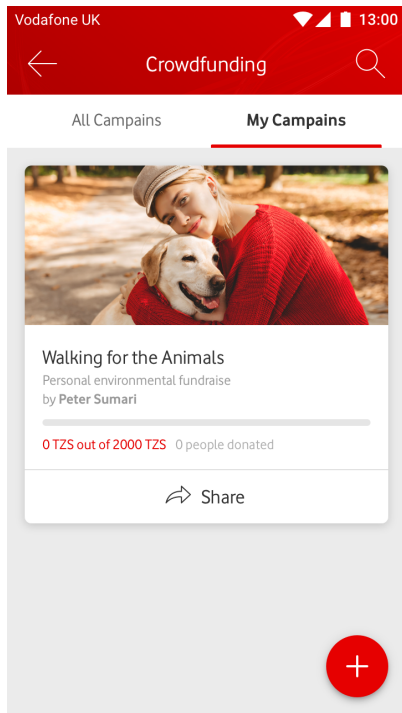 Vodafone UK 13:00
Crowdfunding
All Campains My Campains
Walking for the Animals
Personal environmental fundraise
by Peter Sumari
0 TZS out of 2000 TZS 0 people donated
Share